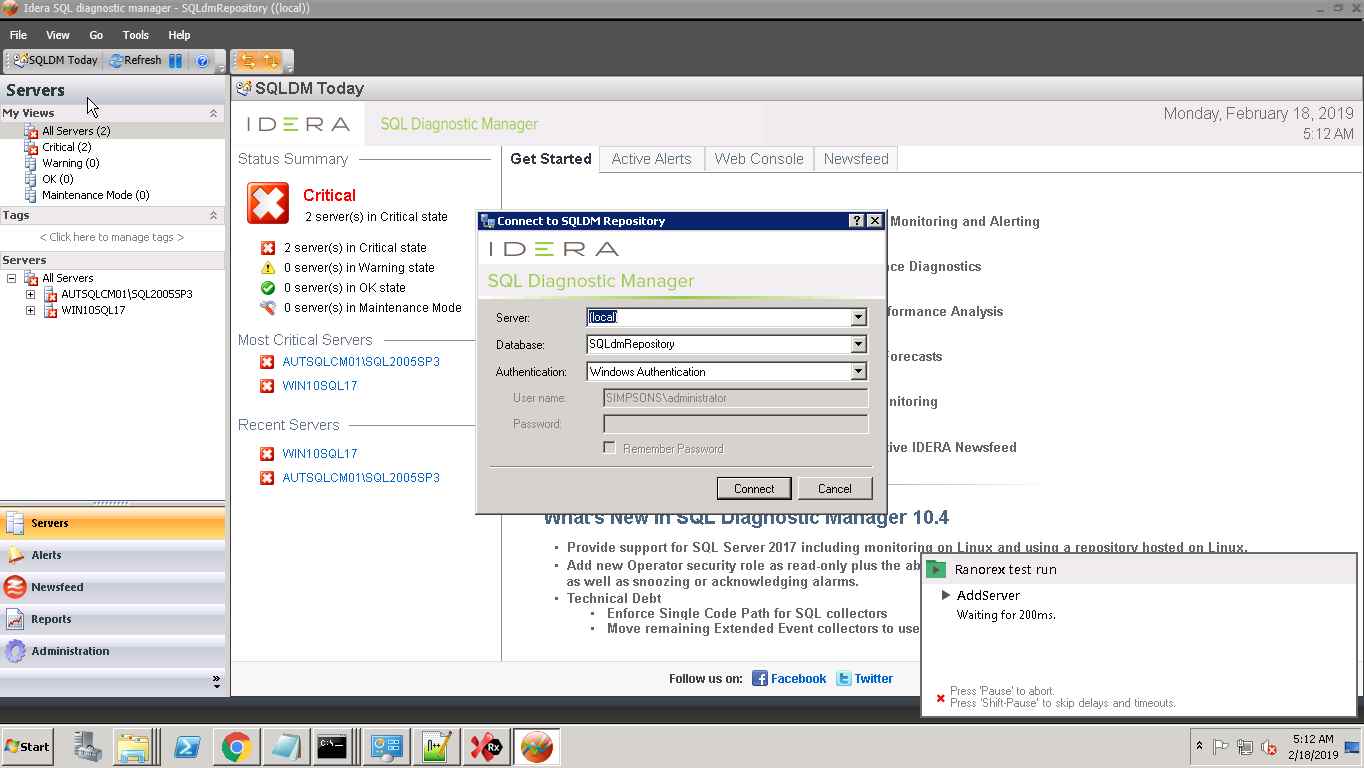 Idera SQL diagnostic manager - SQLdmRepository ((local))
File View Go Tools Help
SQLDM Today Refresh
Servers
My Views
All Servers (2)
Critical (2)
Warning (0)
OK (0)
Maintenance Mode (0)
Tags
< Click here to manage tags >
Servers
All Servers
AUTSQLCM01\SQL2005SP3
WIN10SQL17
Servers
Alerts
Newsfeed
Reports
Administration
SQLDM Today
IDERA SQL Diagnostic Manager
Monday, February 18, 2019
5:12 AM
Status Summary
Critical
2 server(s) in Critical state
2 server(s) in Critical state
0 server(s) in Warning state
0 server(s) in OK state
0 server(s) in Maintenance Mode
Most Critical Servers
AUTSQLCM01\SQL2005SP3
WIN10SQL17
Recent Servers
WIN10SQL17
AUTSQLCM01\SQL2005SP3
Get Started Active Alerts Web Console Newsfeed
Monitoring and Alerting
ce Diagnostics
formance Analysis
orecasts
nitoring
ive IDERA Newsfeed
Connect to SQLDM Repository
IDERA
SQL Diagnostic Manager
Server: (local)
Database: SQLdmRepository
Authentication: Windows Authentication
User name: SIMPSONS\administrator
Password:
Remember Password
Connect Cancel
What's New in SQL Diagnostic Manager 10.4
• Provide support for SQL Server 2017 including monitoring on Linux and using a repository hosted on Linux.
• Add new Operator security role as read-only plus the ab
as well as snoozing or acknowledging alarms.
• Technical Debt
• Enforce Single Code Path for SQL collectors
• Move remaining Extended Event collectors to use
Follow us on: Facebook Twitter
Ranorex test run
AddServer
Waiting for 200ms.
Press 'Pause' to abort.
Press 'Shift-Pause' to skip delays and timeouts.
Start
5:12 AM
2/18/2019